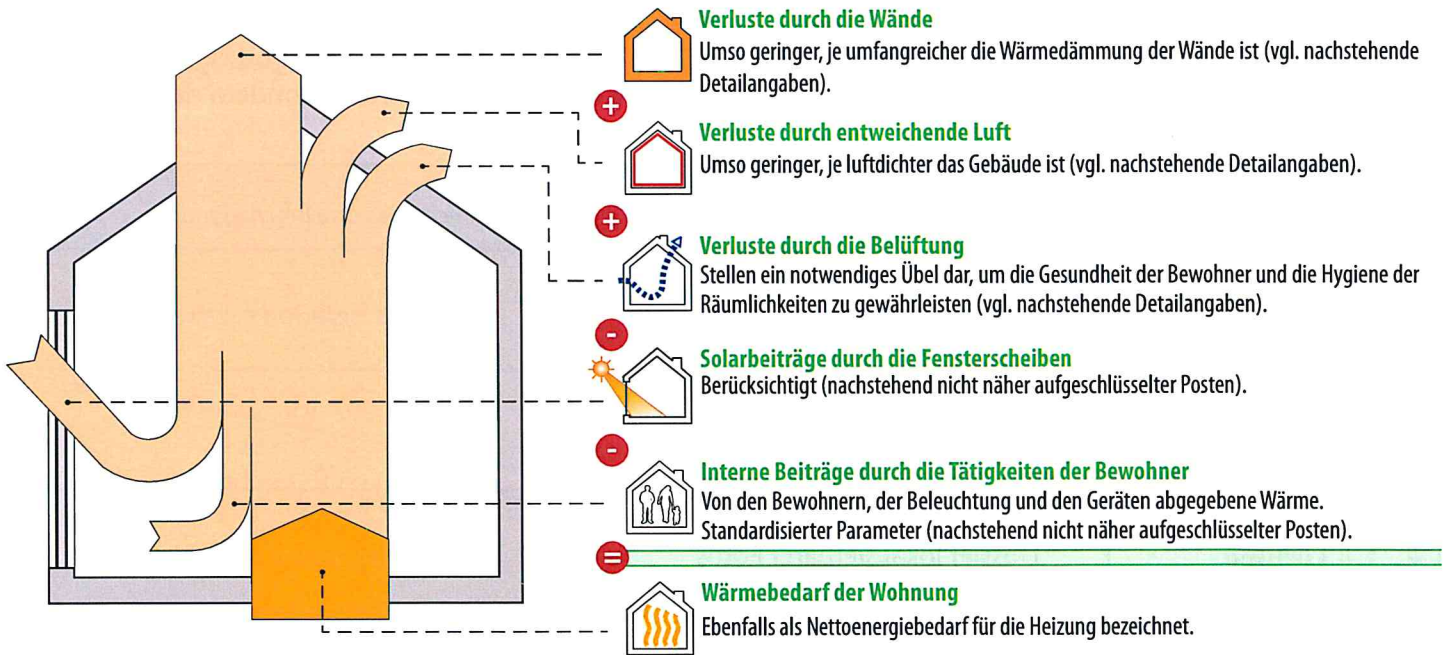 Verluste durch die Wände
Umso geringer, je umfangreicher die Wärmedämmung der Wände ist (vgl. nachstehende
Detailangaben).
+
Verluste durch entweichende Luft
Umso geringer, je luftdichter das Gebäude ist (vgl. nachstehende Detailangaben).
+
Verluste durch die Belüftung
Stellen ein notwendiges Übel dar, um die Gesundheit der Bewohner und die Hygiene der
Räumlichkeiten zu gewährleisten (vgl. nachstehende Detailangaben).
-
Solarbeiträge durch die Fensterscheiben
Berücksichtigt (nachstehend nicht näher aufgeschlüsselter Posten).
-
Interne Beiträge durch die Tätigkeiten der Bewohner
Von den Bewohnern, der Beleuchtung und den Geräten abgegebene Wärme.
Standardisierter Parameter (nachstehend nicht näher aufgeschlüsselter Posten).
=
Wärmebedarf der Wohnung
Ebenfalls als Nettoenergiebedarf für die Heizung bezeichnet.